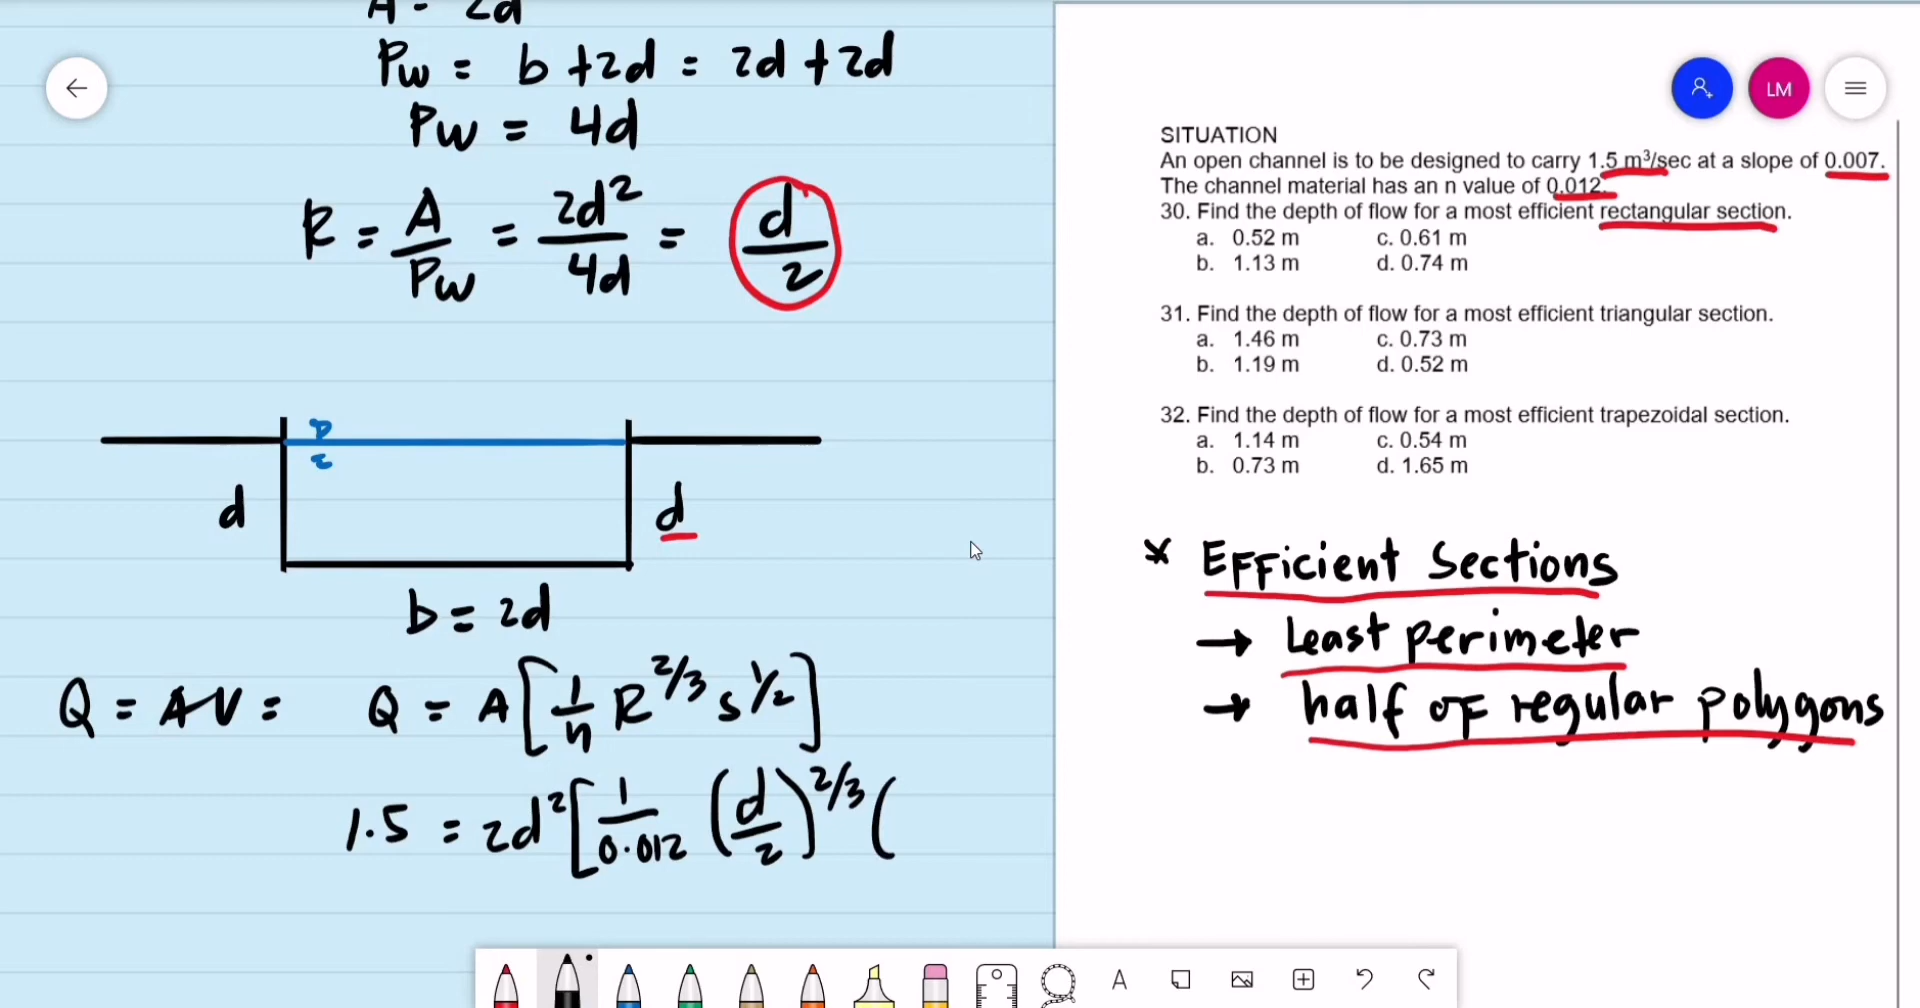 A = 2d
Pw = b + 2d = 2d + 2d
Pw = 4d
R = A/Pw = 2d²/4d = d/2
d
d
b = 2d
Q = AV = Q = A[1/n R^2/3 s^1/2]
1.5 = 2d²[1/0.012 (d/2)^2/3 (
LM
SITUATION
An open channel is to be designed to carry 1.5 m³/sec at a slope of 0.007.
The channel material has an n value of 0.012.
30. Find the depth of flow for a most efficient rectangular section.
a. 0.52 m c. 0.61 m
b. 1.13 m d. 0.74 m
31. Find the depth of flow for a most efficient triangular section.
a. 1.46 m c. 0.73 m
b. 1.19 m d. 0.52 m
32. Find the depth of flow for a most efficient trapezoidal section.
a. 1.14 m c. 0.54 m
b. 0.73 m d. 1.65 m
* Efficient Sections
→ Least perimeter
→ half of regular polygons
A